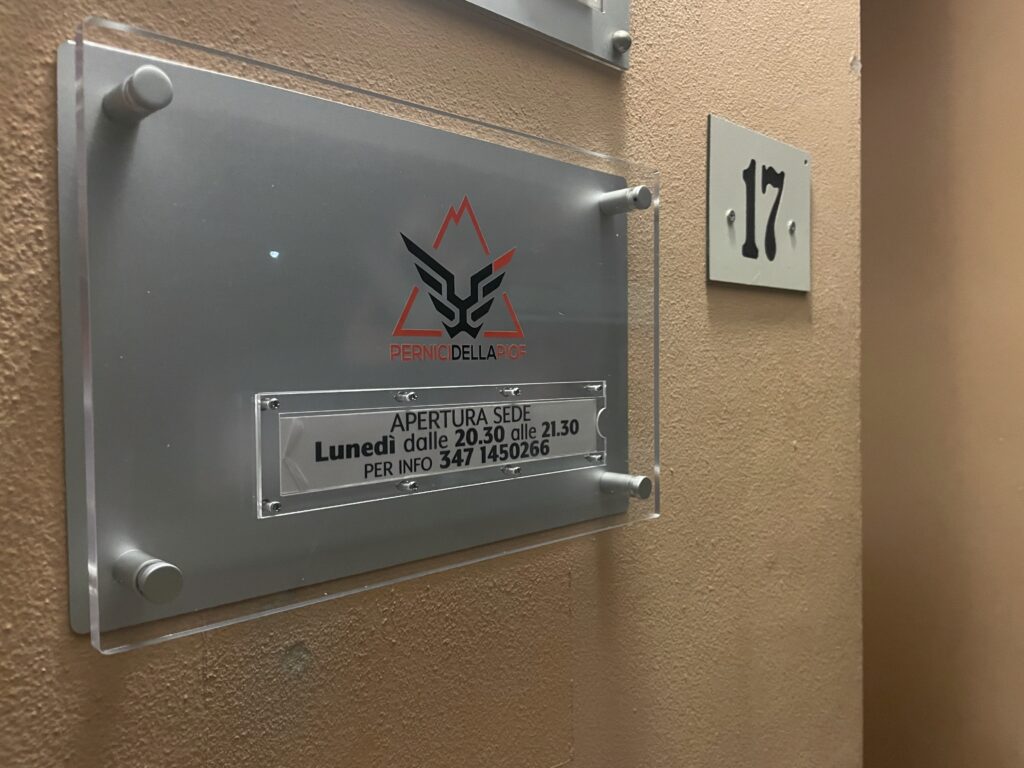 PERNICIDELLAPIOF
APERTURA SEDE
Lunedì dalle 20.30 alle 21.30
PER INFO 347 1450266
17